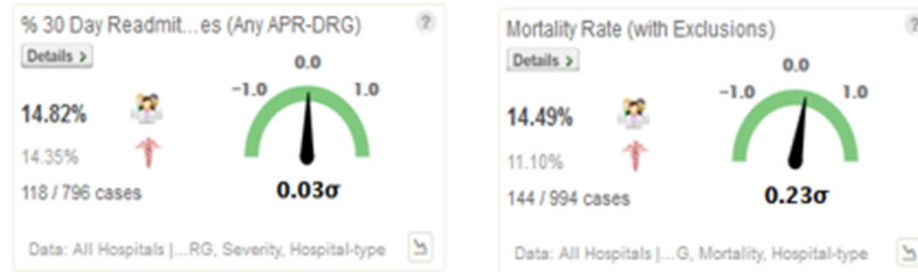 % 30 Day Readmit...es (Any APR-DRG) ?
Details >
0.0
-1.0 1.0
14.82%
14.35%
118 / 796 cases
0.03σ
Data: All Hospitals |...RG, Severity, Hospital-type
Mortality Rate (with Exclusions) ?
Details >
0.0
-1.0 1.0
14.49%
11.10%
144 / 994 cases
0.23σ
Data: All Hospitals |...G, Mortality, Hospital-type